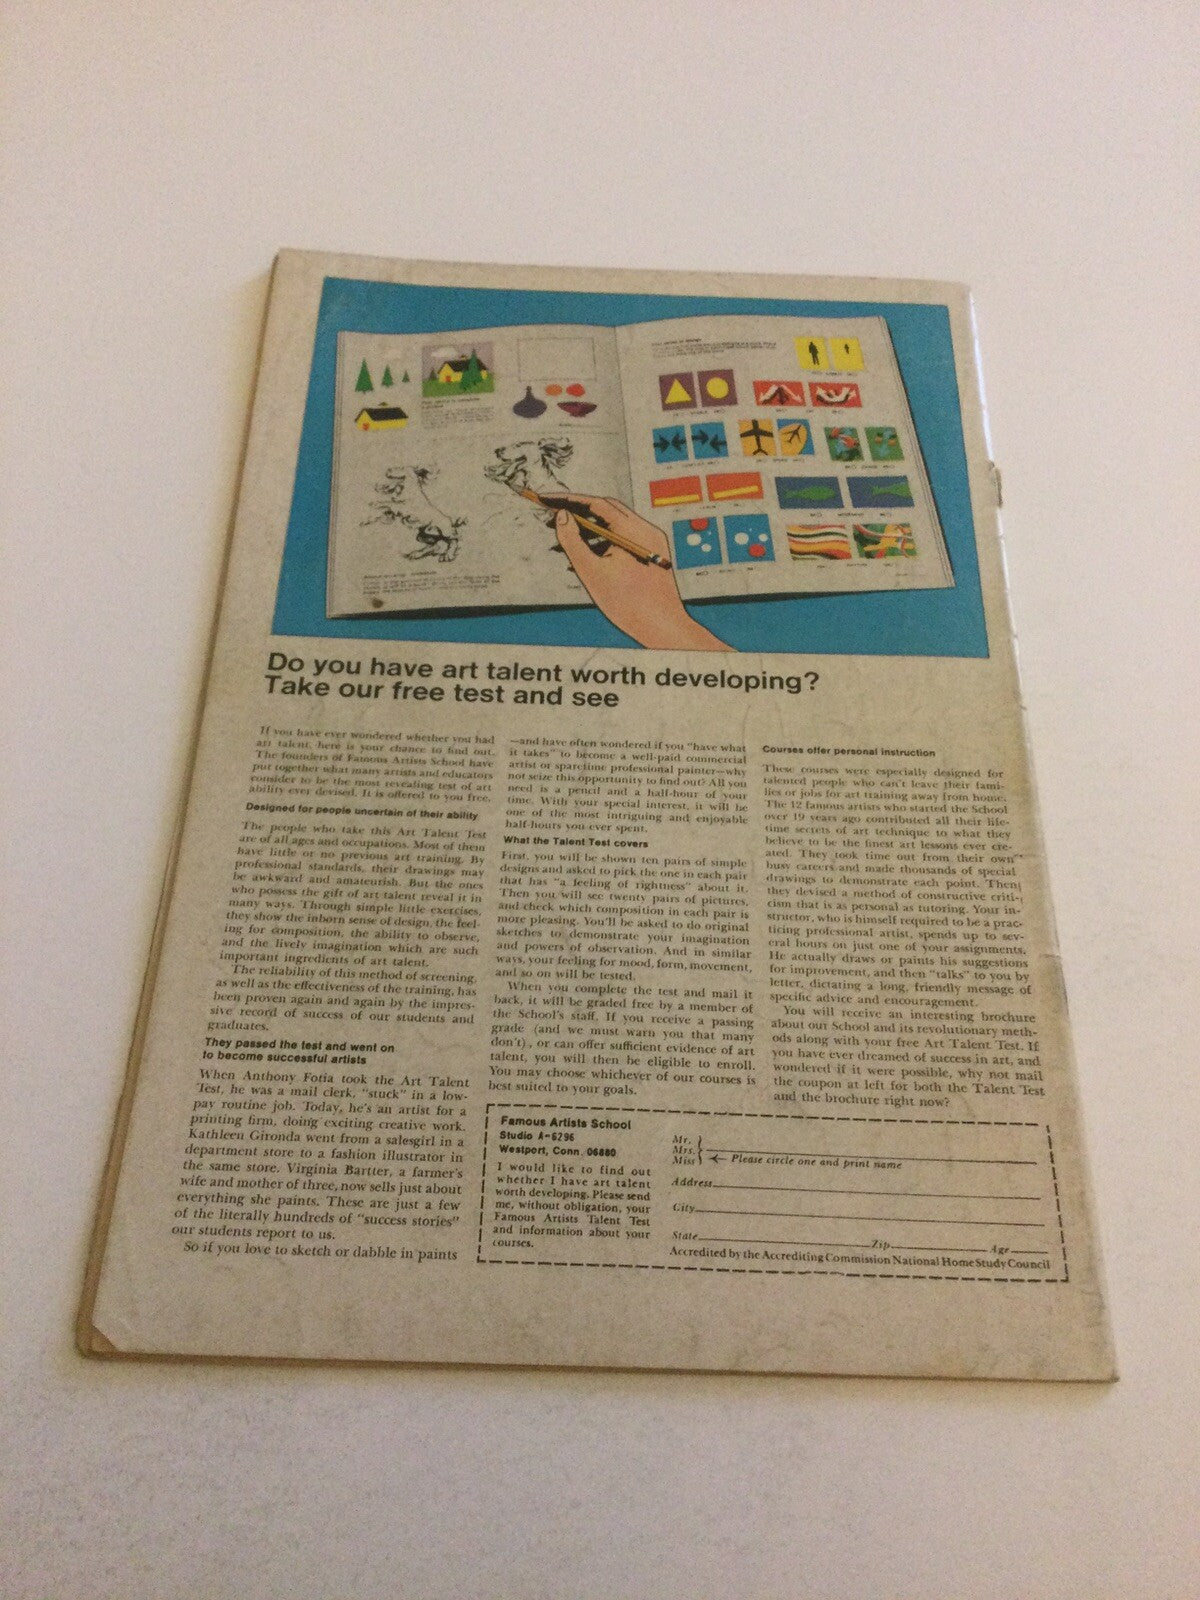 Do you have art talent worth developing?
Take our free test and see
If you have ever wondered whether you had
art talent, here is your chance to find out.
The founders of Famous Artists School have
put together what many artists and educators
consider to be the most revealing test of art
ability ever devised. It is offered to you free.
Designed for people uncertain of their ability
The people who take this Art Talent Test
are of all ages and occupations. Most of them
have little or no previous art training. By
professional standards, their drawings may
be awkward and amateurish. But the ones
who possess the gift of art talent reveal it in
many ways. Through simple little exercises,
they show the inborn sense of design, the feel-
ing for composition, the ability to observe,
and the lively imagination which are such
important ingredients of art talent.
The reliability of this method of screening,
as well as the effectiveness of the training, has
been proven again and again by the impres-
sive record of success of our students and
graduates.
They passed the test and went on
to become successful artists
When Anthony Fotia took the Art Talent
Test, he was a mail clerk, "stuck" in a low-
pay routine job. Today, he's an artist for a
printing firm, doing exciting creative work.
Kathleen Gironda went from a salesgirl in a
department store to a fashion illustrator in
the same store. Virginia Bartter, a farmer's
wife and mother of three, now sells just about
everything she paints. These are just a few
of the literally hundreds of "success stories"
our students report to us.
So if you love to sketch or dabble in paints
—and have often wondered if you "have what
it takes" to become a well-paid commercial
artist or sparetime professional painter—why
not seize this opportunity to find out? All you
need is a pencil and a half-hour of your
time. With your special interest, it will be
one of the most intriguing and enjoyable
half-hours you ever spent.
What the Talent Test covers
First, you will be shown ten pairs of simple
designs and asked to pick the one in each pair
that has "a feeling of rightness" about it.
Then you will see twenty pairs of pictures,
and check which composition in each pair is
more pleasing. You'll be asked to do original
sketches to demonstrate your imagination
and powers of observation. And in similar
ways, your feeling for mood, form, movement,
and so on will be tested.
When you complete the test and mail it
back, it will be graded free by a member of
the School's staff. If you receive a passing
grade (and we must warn you that many
don't), or can offer sufficient evidence of art
talent, you will then be eligible to enroll.
You may choose whichever of our courses is
best suited to your goals.
Courses offer personal instruction
These courses were especially designed for
talented people who can't leave their fami-
lies or jobs for art training away from home.
The 12 famous artists who started the School
over 19 years ago contributed all their life-
time secrets of art technique to what they
believe to be the finest art lessons ever cre-
ated. They took time out from their own
busy careers and made thousands of special
drawings to demonstrate each point. Then
they devised a method of constructive criti-
cism that is as personal as tutoring. Your in-
structor, who is himself required to be a prac-
ticing professional artist, spends up to sev-
eral hours on just one of your assignments.
He actually draws or paints his suggestions
for improvement, and then "talks" to you by
letter, dictating a long, friendly message of
specific advice and encouragement.
You will receive an interesting brochure
about our School and its revolutionary meth-
ods along with your free Art Talent Test. If
you have ever dreamed of success in art, and
wondered if it were possible, why not mail
the coupon at left for both the Talent Test
and the brochure right now?
Famous Artists School
Studio A-6296
Westport, Conn. 06880
I would like to find out
whether I have art talent
worth developing. Please send
me, without obligation, your
Famous Artists Talent Test
and information about your
courses.
Mr.
Mrs.
Miss Please circle one and print name
Address
City
State Zip Age
Accredited by the Accrediting Commission National Home Study Council